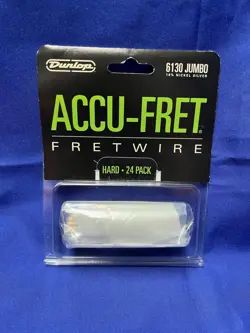 Dunlop
6130 JUMBO
18% NICKEL SILVER
ACCU-FRET
FRETWIRE
HARD • 24 PACK